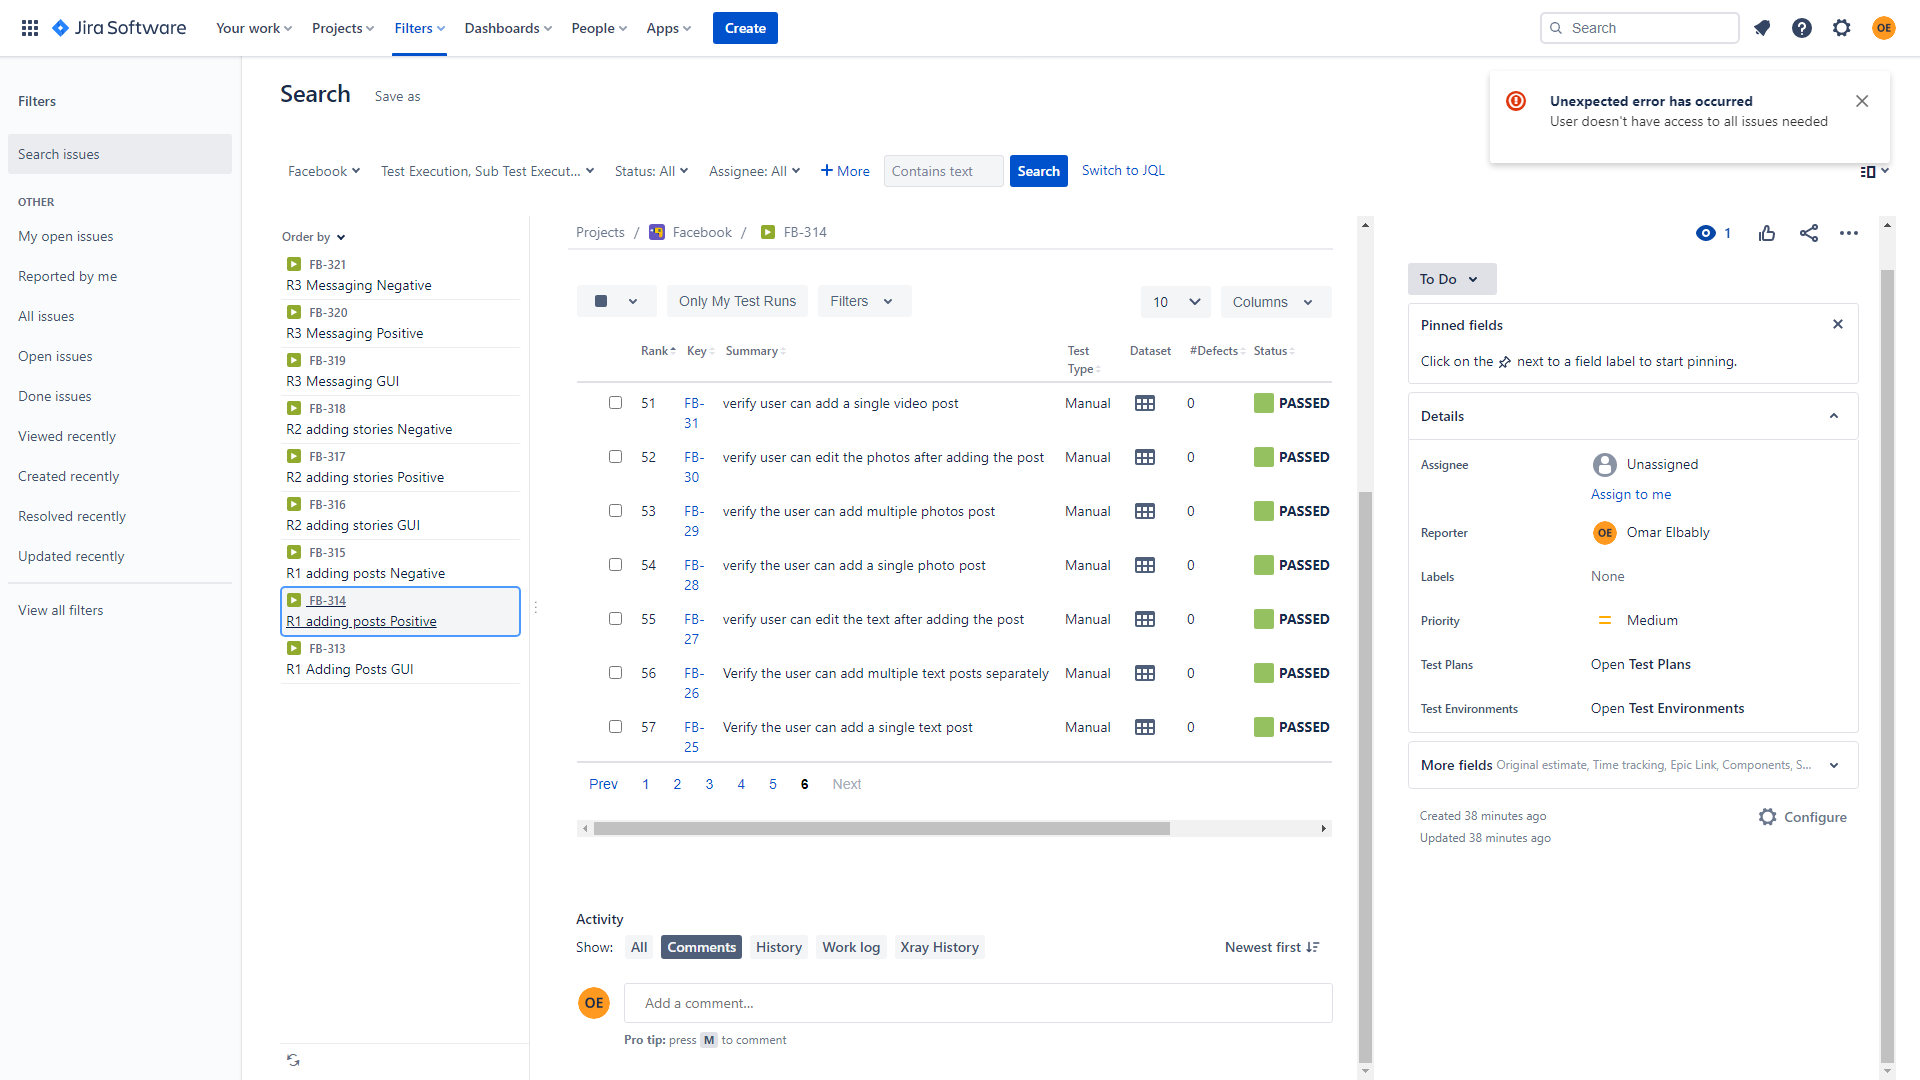 Jira Software
Your work
Projects
Filters
Dashboards
People
Apps
Create
Search
OE
Filters
Search issues
OTHER
My open issues
Reported by me
All issues
Open issues
Done issues
Viewed recently
Created recently
Resolved recently
Updated recently
View all filters
Search
Save as
Unexpected error has occurred
User doesn't have access to all issues needed
Facebook
Test Execution, Sub Test Execut...
Status: All
Assignee: All
More
Contains text
Search
Switch to JQL
Order by
FB-321
R3 Messaging Negative
FB-320
R3 Messaging Positive
FB-319
R3 Messaging GUI
FB-318
R2 adding stories Negative
FB-317
R2 adding stories Positive
FB-316
R2 adding stories GUI
FB-315
R1 adding posts Negative
FB-314
R1 adding posts Positive
FB-313
R1 Adding Posts GUI
Projects / Facebook / FB-314
Only My Test Runs
Filters
10
Columns
Rank Key Summary Test Type Dataset #Defects Status
51 FB-31 verify user can add a single video post Manual 0 PASSED
52 FB-30 verify user can edit the photos after adding the post Manual 0 PASSED
53 FB-29 verify the user can add multiple photos post Manual 0 PASSED
54 FB-28 verify the user can add a single photo post Manual 0 PASSED
55 FB-27 verify user can edit the text after adding the post Manual 0 PASSED
56 FB-26 Verify the user can add multiple text posts separately Manual 0 PASSED
57 FB-25 Verify the user can add a single text post Manual 0 PASSED
Prev 1 2 3 4 5 6 Next
Activity
Show: All Comments History Work log Xray History
Newest first
OE
Add a comment...
Pro tip: press M to comment
1
To Do
Pinned fields
Click on the next to a field label to start pinning.
Details
Assignee
Unassigned
Assign to me
Reporter
OE Omar Elbably
Labels
None
Priority
Medium
Test Plans
Open Test Plans
Test Environments
Open Test Environments
More fields Original estimate, Time tracking, Epic Link, Components, S...
Created 38 minutes ago
Updated 38 minutes ago
Configure